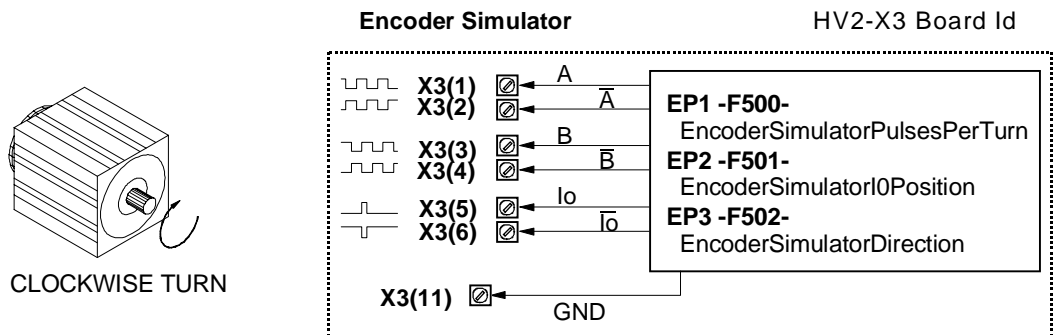 Encoder Simulator
HV2-X3 Board Id
X3(1) A
X3(2) A̅
X3(3) B
X3(4) B̅
X3(5) Io
X3(6) I̅o̅
X3(11) GND
EP1 -F500-
EncoderSimulatorPulsesPerTurn
EP2 -F501-
EncoderSimulatorI0Position
EP3 -F502-
EncoderSimulatorDirection
CLOCKWISE TURN